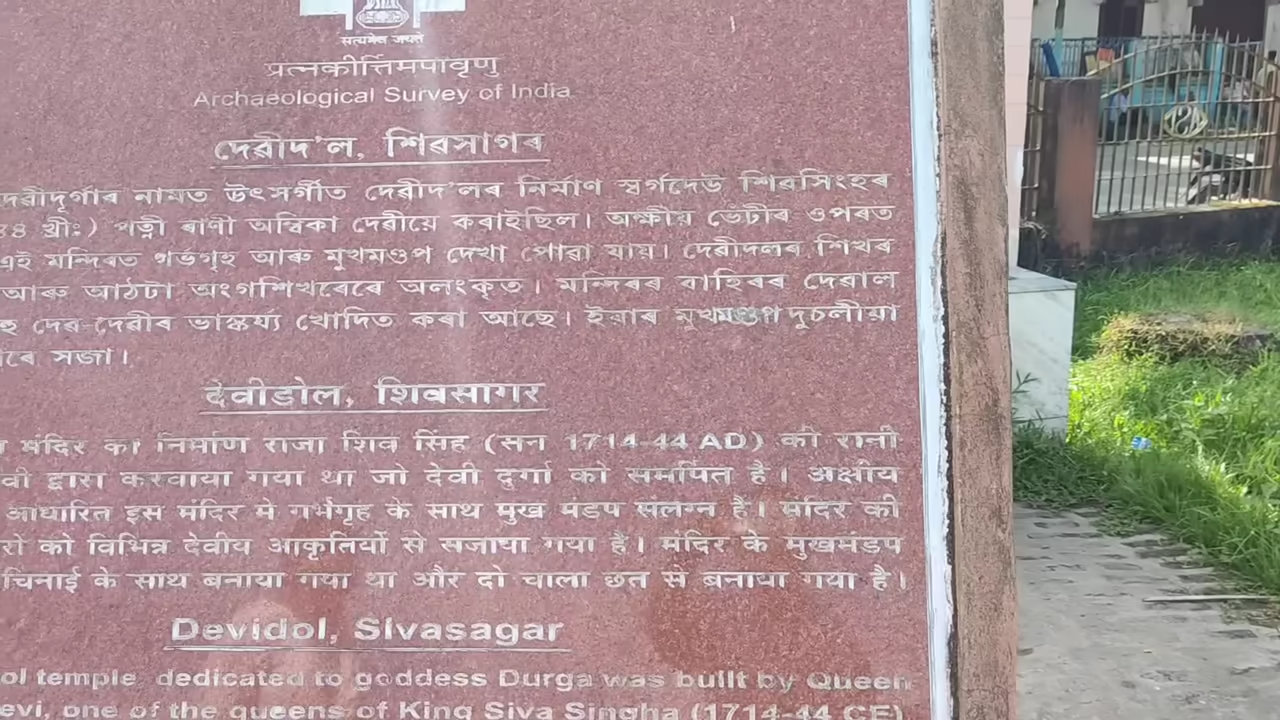 सत्यमेव जयते
प्रत्नकीर्त्तिमपावृणु
Archaeological Survey of India
দেৱীদ'ল, শিৱসাগৰ
দেৱীদূৰ্গাৰ নামত উৎসৰ্গীত দেৱীদ'লৰ নিৰ্মাণ স্বৰ্গদেউ শিৱসিংহৰ
৪৪ খ্ৰীঃ) পত্নী ৰাণী অম্বিকা দেৱীয়ে কৰাইছিল। অক্ষীয় ভেঁটীৰ ওপৰত
এই মন্দিৰত গৰ্ভগৃহ আৰু মুখমণ্ডপ দেখা পোৱা যায়। দেৱীদলৰ শিখৰ
আৰু আঠটা অংগশিখৰেৰে অলংকৃত। মন্দিৰৰ বাহিৰৰ দেৱাল
দেৱ-দেৱীৰ ভাস্কৰ্য্য খোদিত কৰা আছে। ইয়াৰ মুখমণ্ডপ দুচলীয়া
সজা।
देवीडोल, शिवसागर
मंदिर का निर्माण राजा शिव सिंह (सन 1714-44 AD) की रानी
द्वारा करवाया गया था जो देवी दुर्गा को समर्पित है। अक्षीय
आधारित इस मंदिर मे गर्भगृह के साथ मुख मंडप संलग्न है। मंदिर की
को विभिन्न देवीय आकृतियों से सजाया गया है। मंदिर के मुखमंडप
चिनाई के साथ बनाया गया था और दो चाला छत से बनाया गया है।
Devidol, Sivasagar
ol temple dedicated to goddess Durga was built by Queen
evi, one of the queens of King Siva Singha (1714-44 CE)